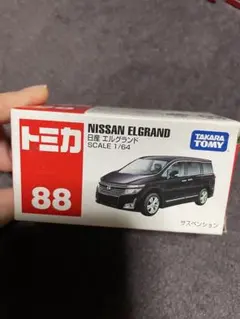 トミカ
88
NISSAN ELGRAND
日産 エルグランド
SCALE 1/64
TAKARA
TOMY
サスペンション